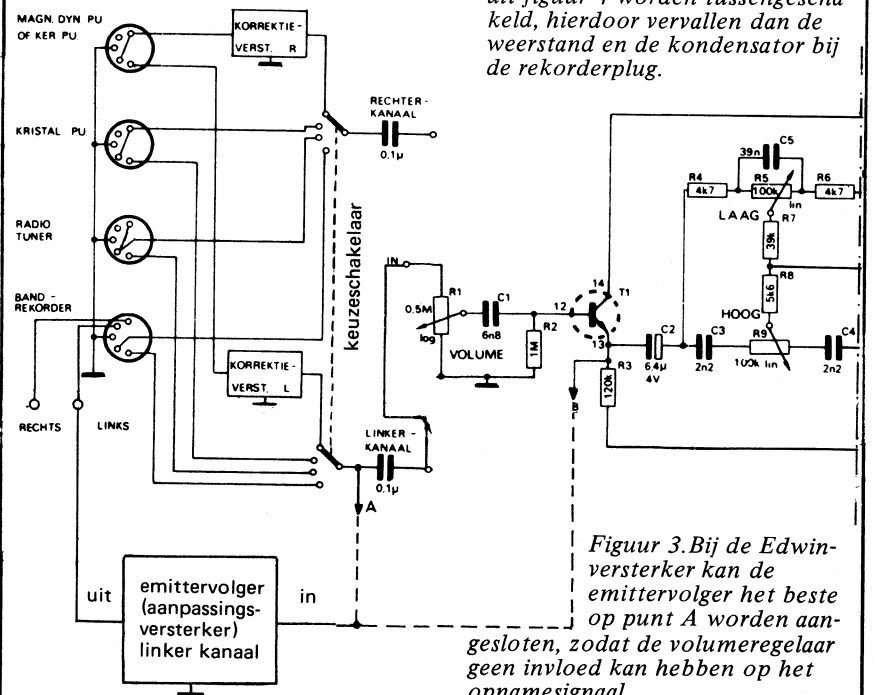 uit figuur 4 worden tussengescha
keld, hierdoor vervallen dan de
weerstand en de kondensator bij
de rekorderplug.
MAGN. DYN PU
OF KER PU.
KORREKTIE-
VERST. R
KRISTAL PU.
RADIO
TUNER
BAND-
REKORDER
RECHTS
LINKS
KORREKTIE-
VERST. L
keuzeschakelaar
RECHTER-
KANAAL
0,1µ
LINKER-
KANAAL
0,1µ
A
IN
R1
0.5M
log
VOLUME
C1
6n8
R2
1M
12
14
T1
13
R3
120k
B
C2
6,4µ
4V
C3
2n2
R4
4k7
39n
C5
R5
100k
lin
R6
4k7
LAAG
R7
39k
R8
5k6
HOOG
R9
100k lin
C4
2n2
uit
emittervolger
(aanpassings-
versterker)
linker kanaal
in
Figuur 3.Bij de Edwin-
versterker kan de
emittervolger het beste
op punt A worden aan-
gesloten, zodat de volumeregelaar
geen invloed kan hebben op het
opnamesignaal